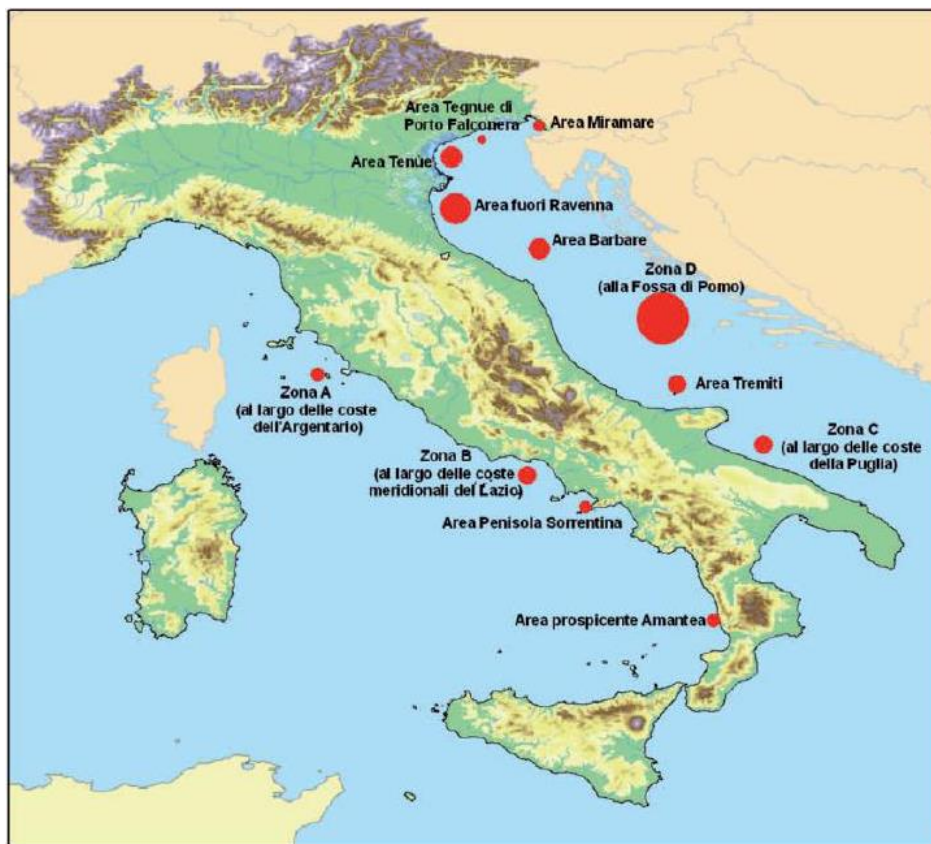 Area Tegnue di
Porto Falconera
Area Miramare
Area Tenue
Area fuori Ravenna
Area Barbare
Zona D
(alla Fossa di Pomo)
Area Tremiti
Zona A
(al largo delle coste
dell'Argentario)
Zona C
(al largo delle coste
della Puglia)
Zona B
(al largo delle coste
meridionali del Lazio)
Area Penisola Sorrentina
Area prospicente Amantea